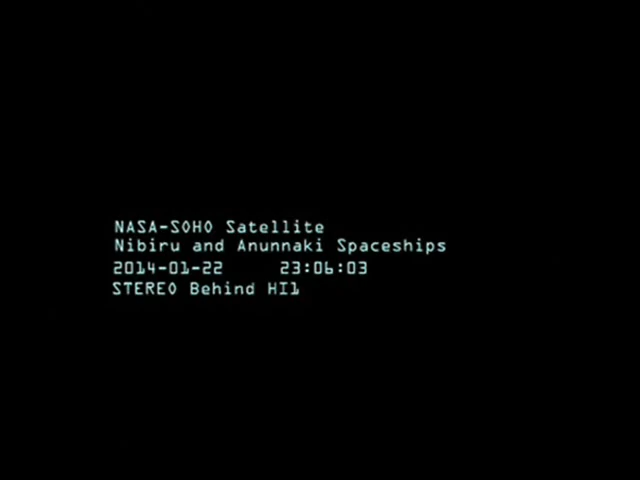 NASA-SOHO Satellite
Nibiru and Anunnaki Spaceships
2014-01-22 23:06:03
STEREO Behind HI1